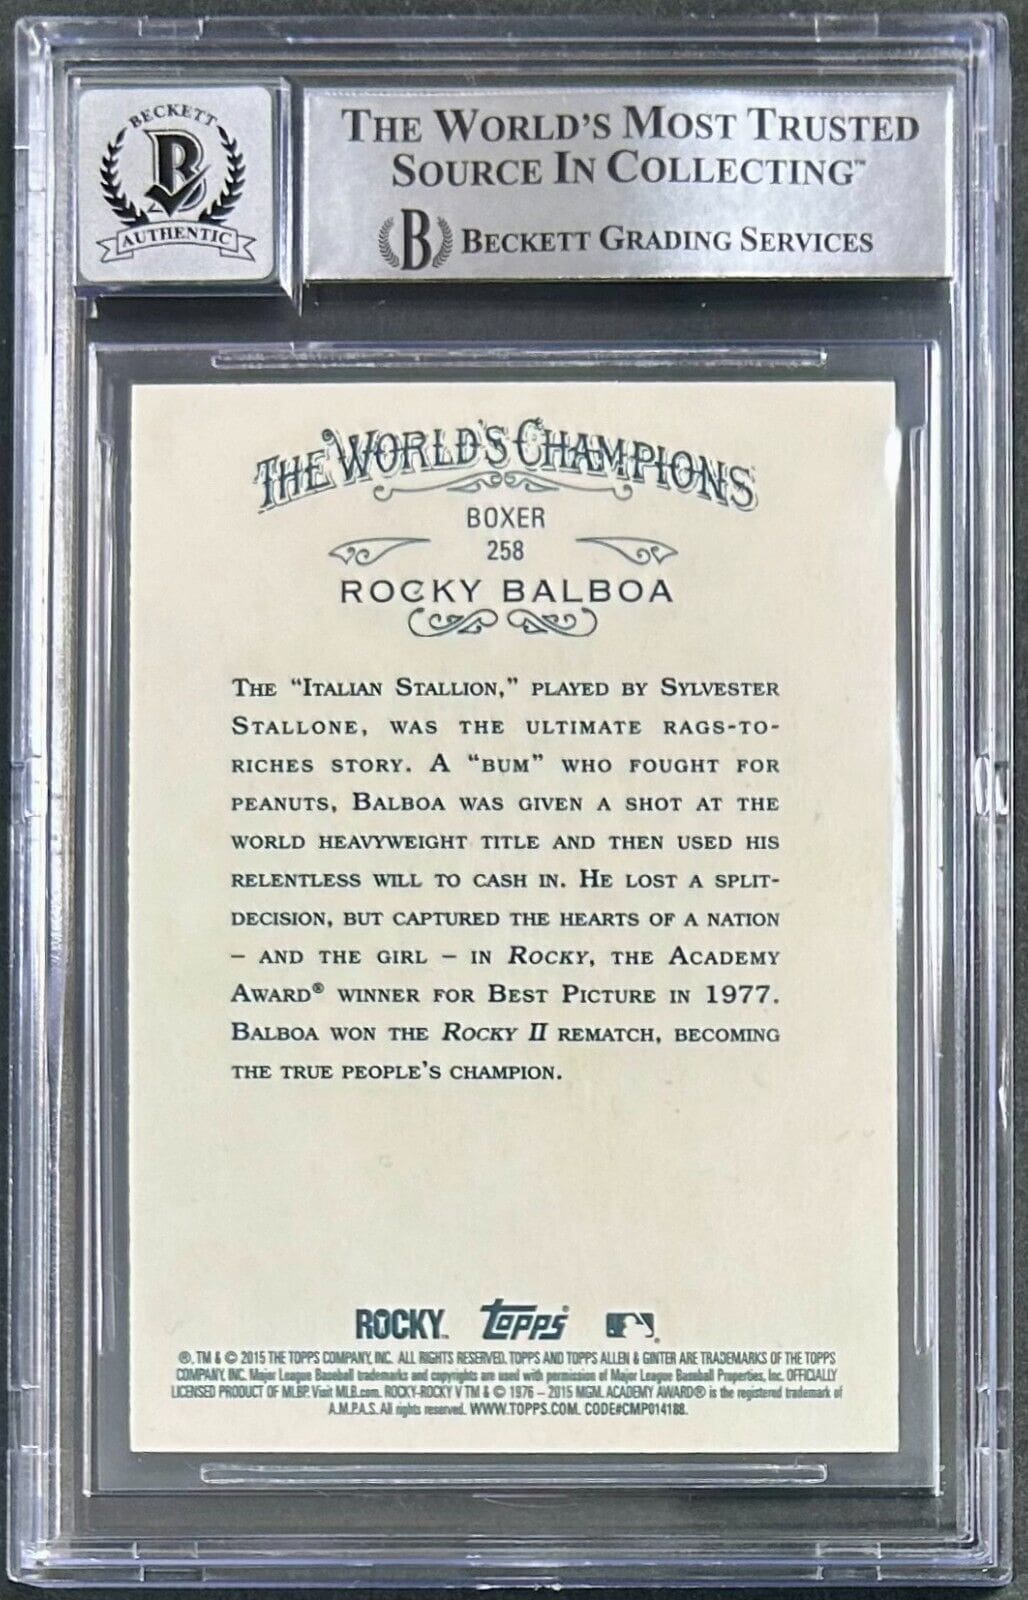 BECKETT
B
AUTHENTIC
THE WORLD'S MOST TRUSTED
SOURCE IN COLLECTING™
B BECKETT GRADING SERVICES
THE WORLD'S CHAMPIONS
BOXER
258
ROCKY BALBOA
THE “ITALIAN STALLION,” PLAYED BY SYLVESTER
STALLONE, WAS THE ULTIMATE RAGS-TO-
RICHES STORY. A “BUM” WHO FOUGHT FOR
PEANUTS, BALBOA WAS GIVEN A SHOT AT THE
WORLD HEAVYWEIGHT TITLE AND THEN USED HIS
RELENTLESS WILL TO CASH IN. HE LOST A SPLIT-
DECISION, BUT CAPTURED THE HEARTS OF A NATION
– AND THE GIRL – IN ROCKY, THE ACADEMY
AWARD® WINNER FOR BEST PICTURE IN 1977.
BALBOA WON THE ROCKY II REMATCH, BECOMING
THE TRUE PEOPLE'S CHAMPION.
ROCKY™ TOPPS®
®, TM & © 2015 THE TOPPS COMPANY, INC. ALL RIGHTS RESERVED. TOPPS AND TOPPS ALLEN & GINTER ARE TRADEMARKS OF THE TOPPS
COMPANY, INC. Major League Baseball trademarks and copyrights are used with permission of Major League Baseball Properties, Inc. OFFICIALLY
LICENSED PRODUCT OF MLBP. Visit MLB.com. ROCKY-ROCKY V TM & © 1976 – 2015 MGM. ACADEMY AWARD® is the registered trademark of
A.M.P.A.S. All rights reserved. WWW.TOPPS.COM. CODE#CMP014188.